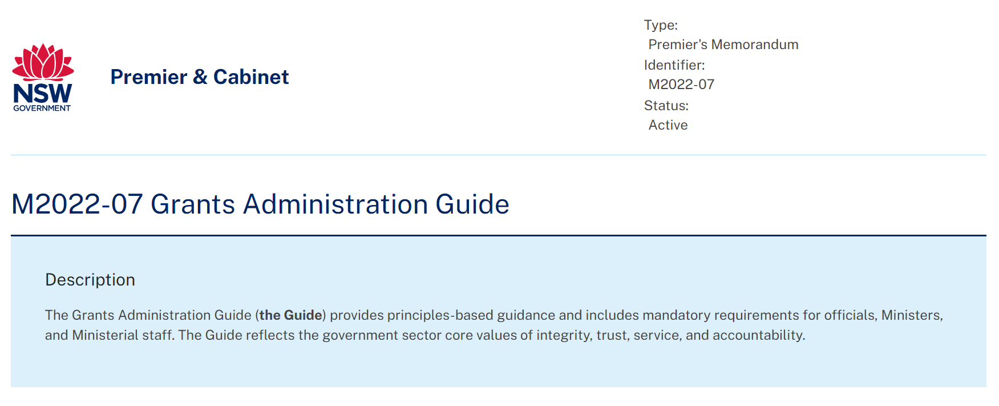 NSW
GOVERNMENT
Premier & Cabinet
Type:
Premier's Memorandum
Identifier:
M2022-07
Status:
Active
M2022-07 Grants Administration Guide
Description
The Grants Administration Guide (the Guide) provides principles-based guidance and includes mandatory requirements for officials, Ministers,
and Ministerial staff. The Guide reflects the government sector core values of integrity, trust, service, and accountability.